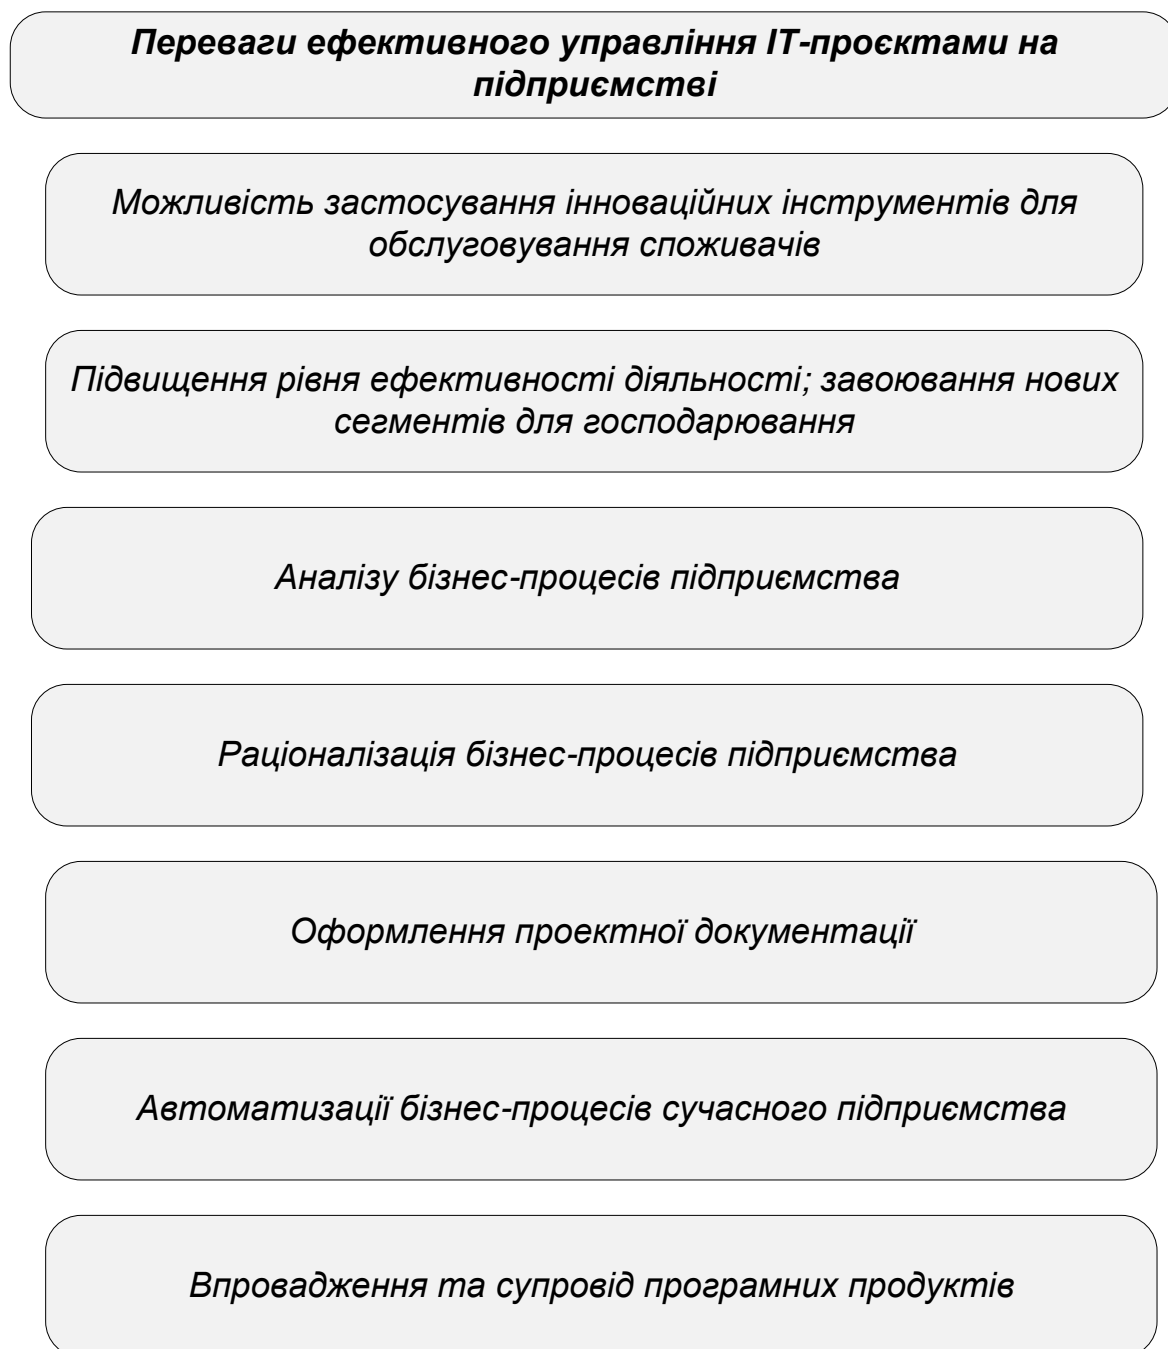 Переваги ефективного управління ІТ-проєктами на
підприємстві
Можливість застосування інноваційних інструментів для
обслуговування споживачів
Підвищення рівня ефективності діяльності; завоювання нових
сегментів для господарювання
Аналізу бізнес-процесів підприємства
Раціоналізація бізнес-процесів підприємства
Оформлення проектної документації
Автоматизації бізнес-процесів сучасного підприємства
Впровадження та супровід програмних продуктів